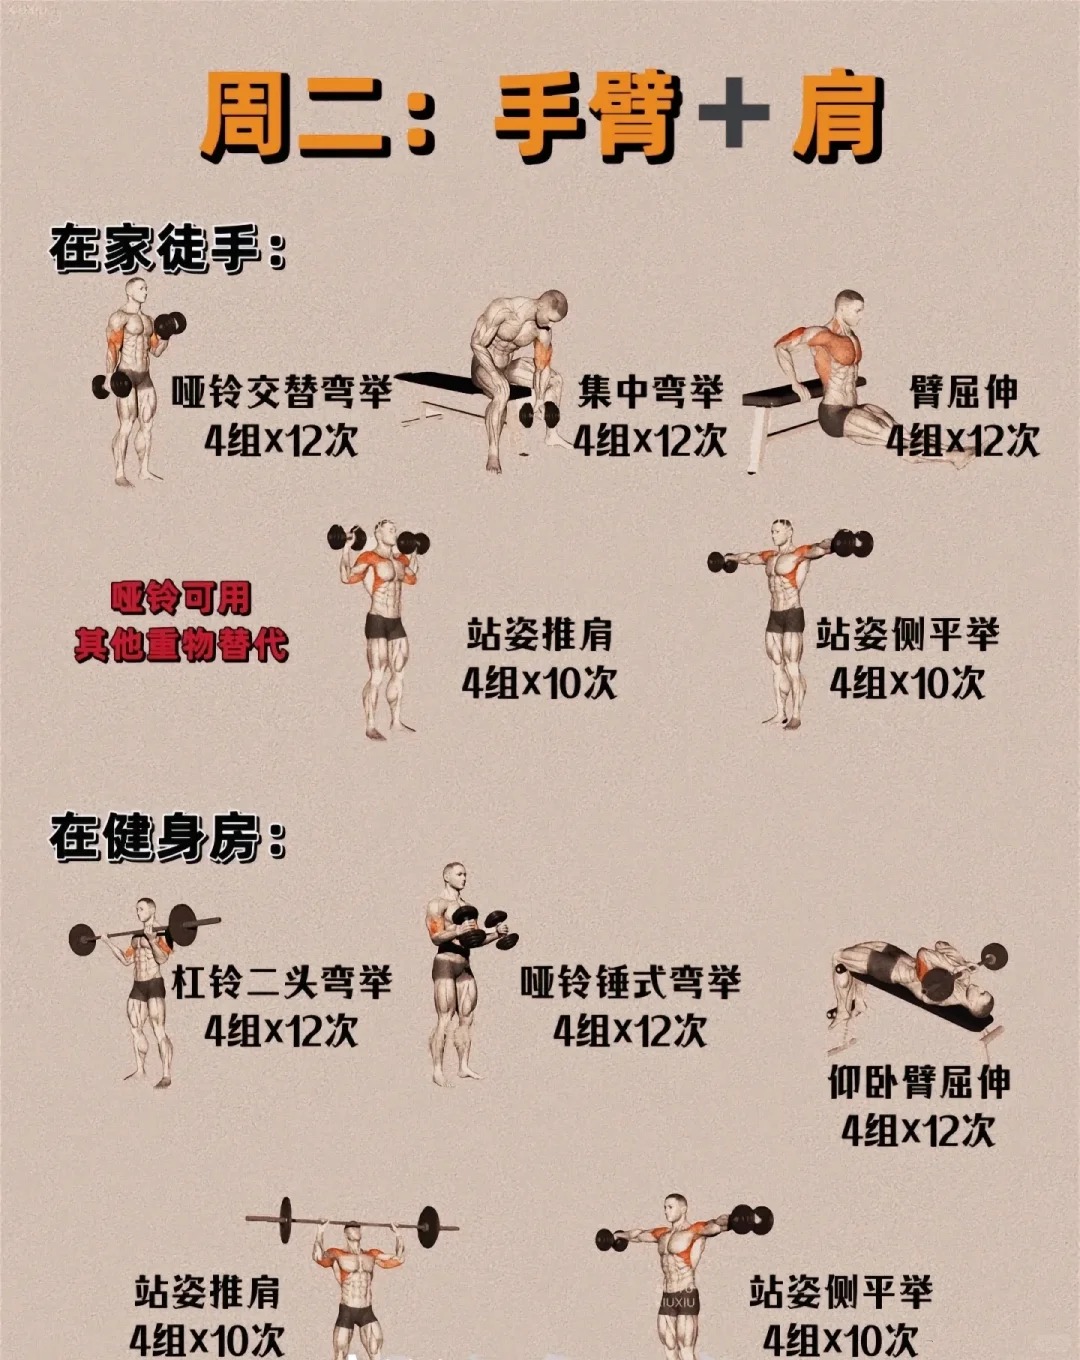 周二：手臂＋肩
在家徒手：
哑铃交替弯举
4组X12次
集中弯举
4组X12次
臂屈伸
4组X12次
哑铃可用
其他重物替代
站姿推肩
4组X10次
站姿侧平举
4组X10次
在健身房：
杠铃二头弯举
4组X12次
哑铃锤式弯举
4组X12次
仰卧臂屈伸
4组X12次
站姿推肩
4组X10次
站姿侧平举
4组X10次